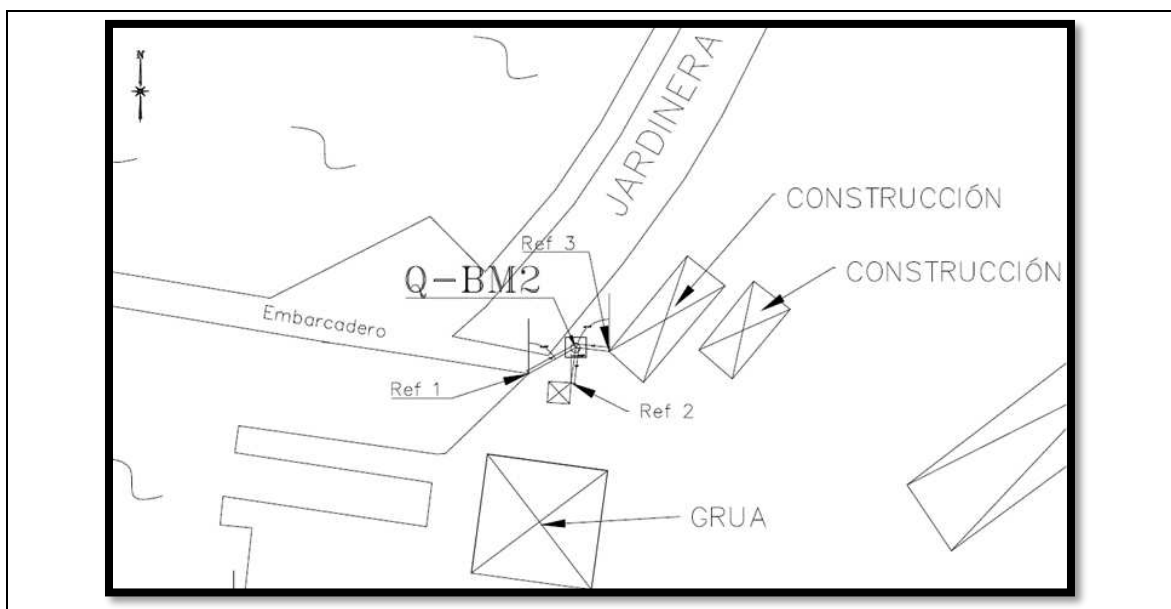 N
JARDINERA
CONSTRUCCIÓN
Ref 3
Q-BM2
CONSTRUCCIÓN
Embarcadero
Ref 1
Ref 2
GRUA